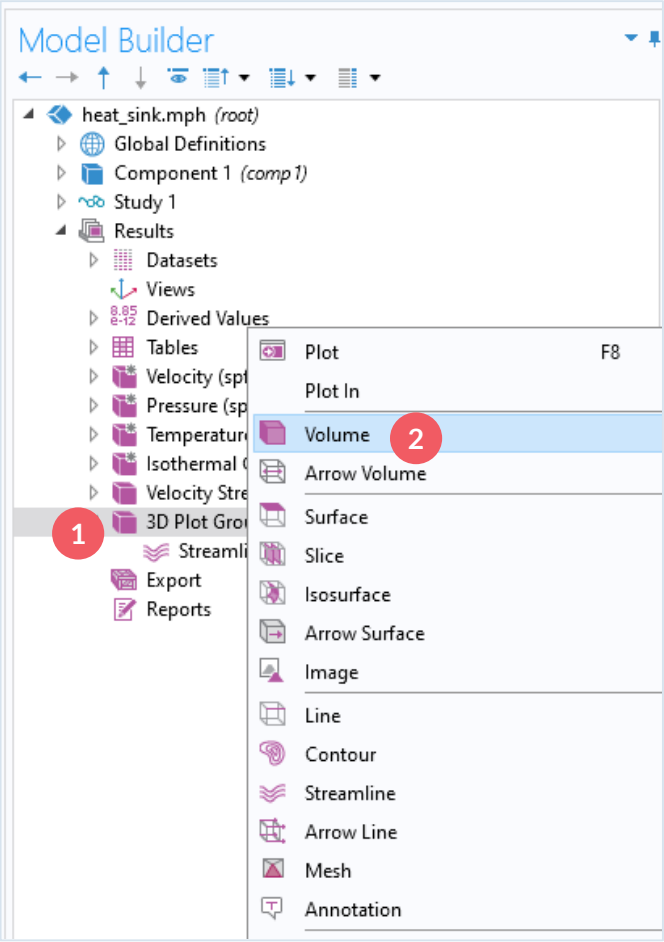 Model Builder
heat_sink.mph (root)
Global Definitions
Component 1 (comp1)
Study 1
Results
Datasets
Views
8.85
e-12 Derived Values
Tables
Velocity (spf
Pressure (sp
Temperature
Isothermal
Velocity Stre
1 3D Plot Grou
Streamli
Export
Reports
Plot F8
Plot In
Volume 2
Arrow Volume
Surface
Slice
Isosurface
Arrow Surface
Image
Line
Contour
Streamline
Arrow Line
Mesh
Annotation